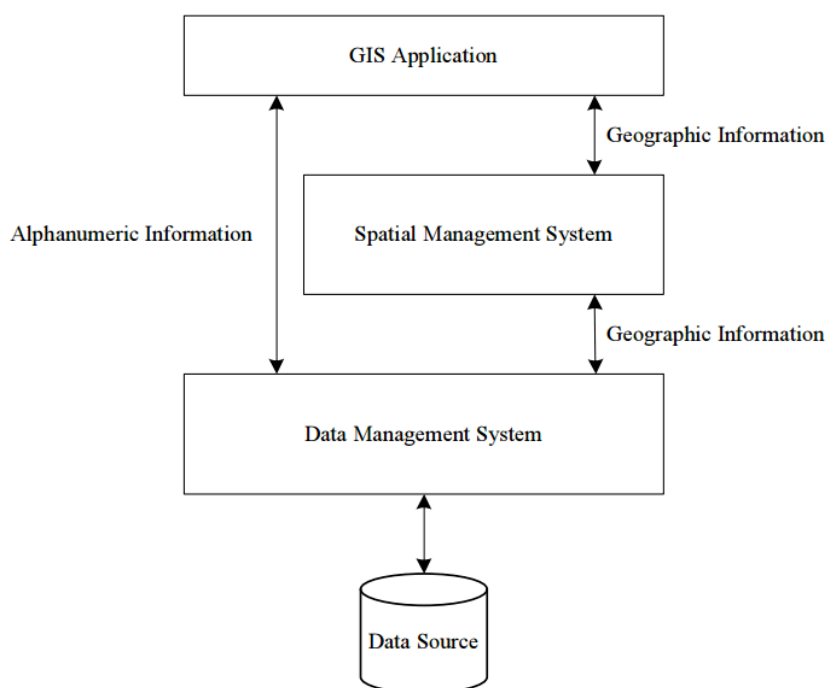 GIS Application
Geographic Information
Alphanumeric Information
Spatial Management System
Geographic Information
Data Management System
Data Source